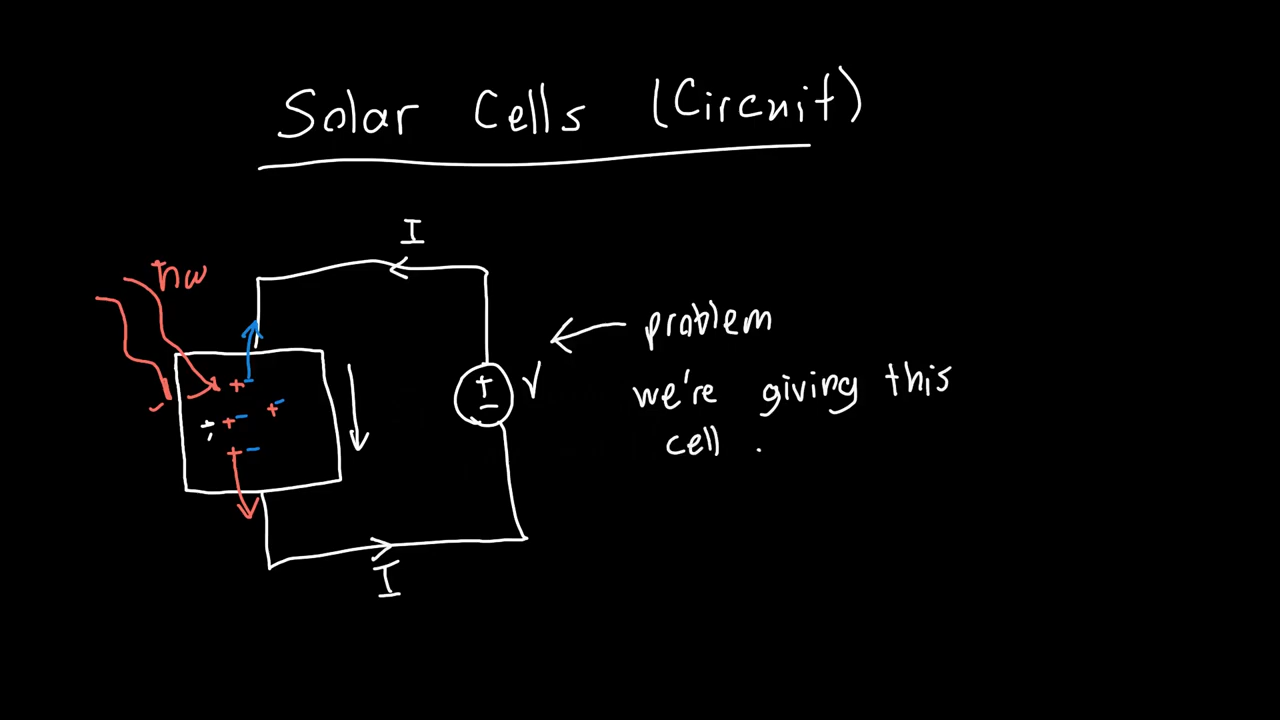 Solar Cells (Circuit)
I
ħω
+ -
+ -
+ -
+ -
+
-
V
problem
we're giving this
cell .
I